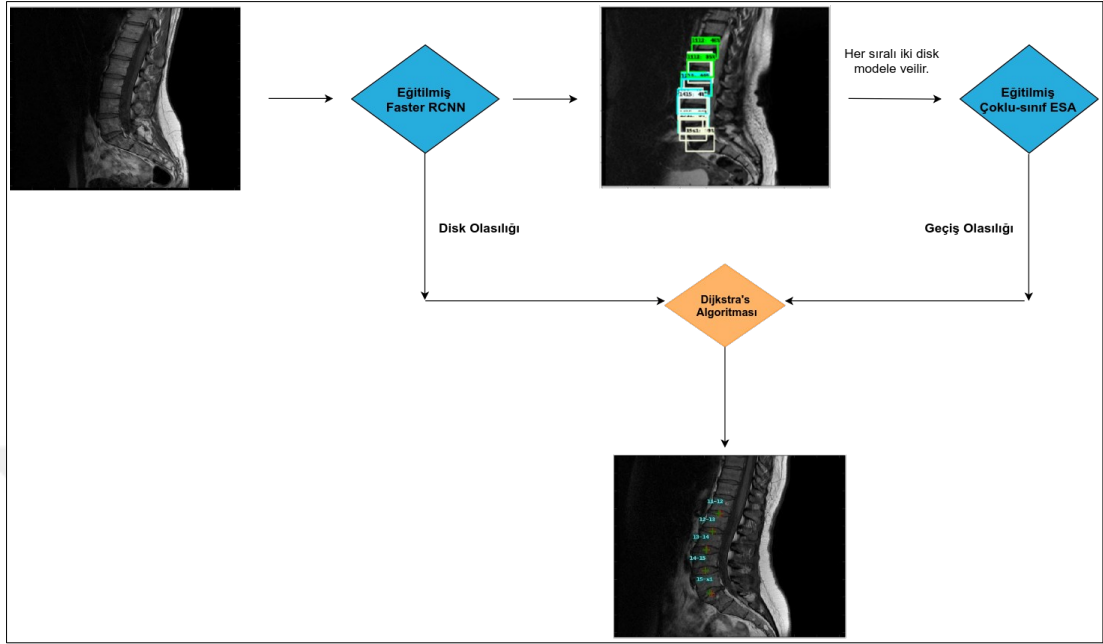 Eğitilmiş
Faster RCNN
Her sıralı iki disk
modele veilir.
Eğitilmiş
Çoklu-sınıf ESA
Disk Olasılığı
Geçiş Olasılığı
Dijkstra's
Algoritması
l1-l2
l2-l3
l3-l4
l4-l5
l5-s1